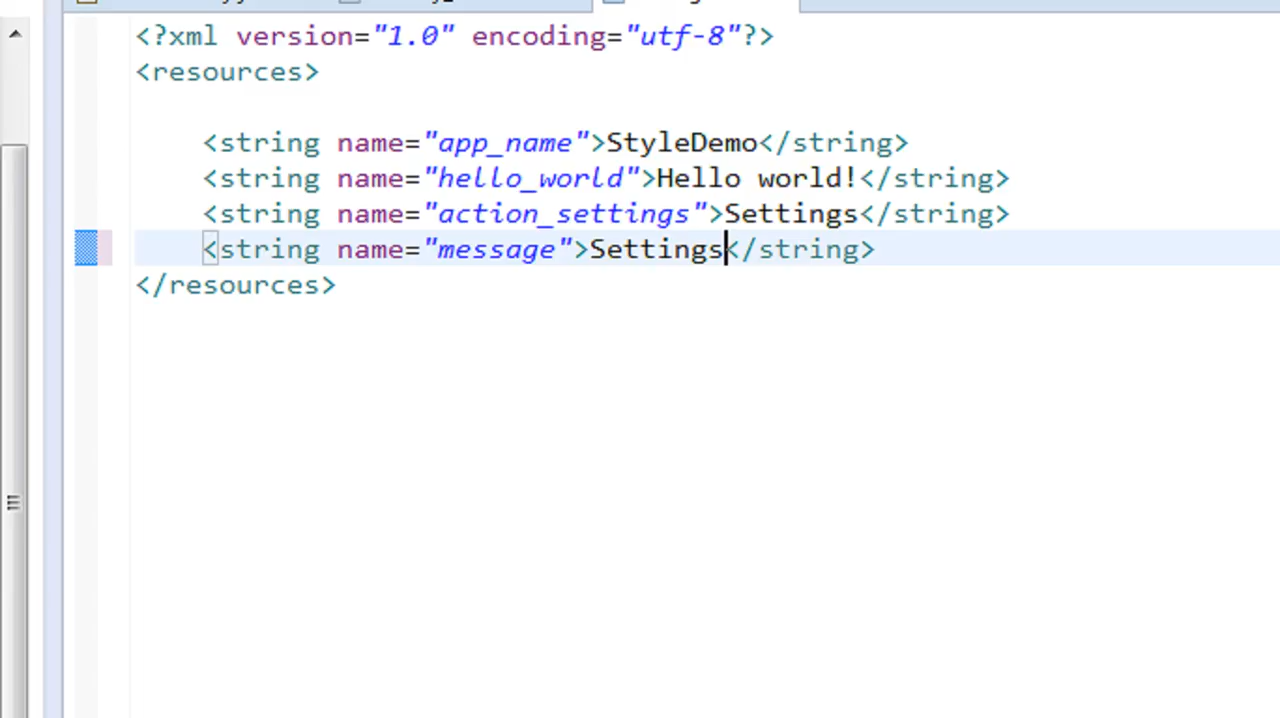 <?xml version="1.0" encoding="utf-8"?>
<resources>
<string name="app_name">StyleDemo</string>
<string name="hello_world">Hello world!</string>
<string name="action_settings">Settings</string>
<string name="message">Settings</string>
</resources>